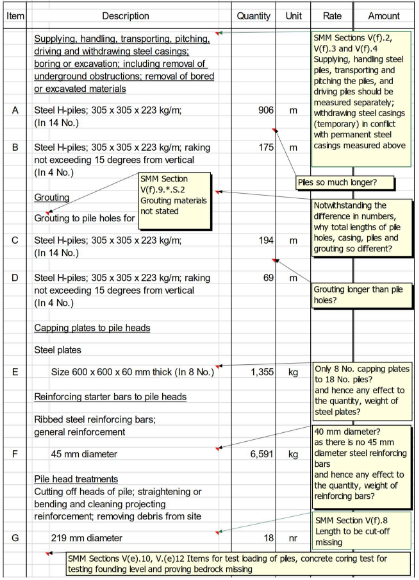 Item Description Quantity Unit Rate Amount
Supplying, handling, transporting, pitching,
driving and withdrawing steel casings;
boring or excavation; including removal of
underground obstructions; removal of bored
or excavated materials
SMM Sections V(f).2,
V(f).3 and V(f).4
Supplying, handling steel
piles, transporting and
pitching the piles, and
driving piles should be
measured separately;
withdrawing steel casings
(temporary) in conflict
with permanent steel
casings measured above
A Steel H-piles; 305 x 305 x 223 kg/m; 906 m
(In 14 No.)
B Steel H-piles; 305 x 305 x 223 kg/m; raking 175 m
not exceeding 15 degrees from vertical
(In 4 No.)
SMM Section
V(f).9.*.S.2
Grouting materials
not stated
Piles so much longer?
Grouting
Grouting to pile holes for
Notwithstanding the
difference in numbers,
why total lengths of pile
holes, casing, piles and
grouting so different?
C Steel H-piles; 305 x 305 x 223 kg/m; 194 m
(In 14 No.)
D Steel H-piles; 305 x 305 x 223 kg/m; raking 69 m
not exceeding 15 degrees from vertical
(In 4 No.)
Grouting longer than pile
holes?
Capping plates to pile heads
Steel plates
E Size 600 x 600 x 60 mm thick (In 8 No.) 1,355 kg
Only 8 No. capping plates
to 18 No. piles?
and hence any effect to
the quantity, weight of
steel plates?
Reinforcing starter bars to pile heads
Ribbed steel reinforcing bars;
general reinforcement
F 45 mm diameter 6,591 kg
40 mm diameter?
as there is no 45 mm
diameter steel reinforcing
bars
and hence any effect to
the quantity, weight of
reinforcing bars?
Pile head treatments
Cutting off heads of pile; straightening or
bending and cleaning projecting
reinforcement; removing debris from site
G 219 mm diameter 18 nr
SMM Section V(f).8
Length to be cut-off
missing
SMM Sections V(e).10, V.(e)12 Items for test loading of piles, concrete coring test for
testing founding level and proving bedrock missing